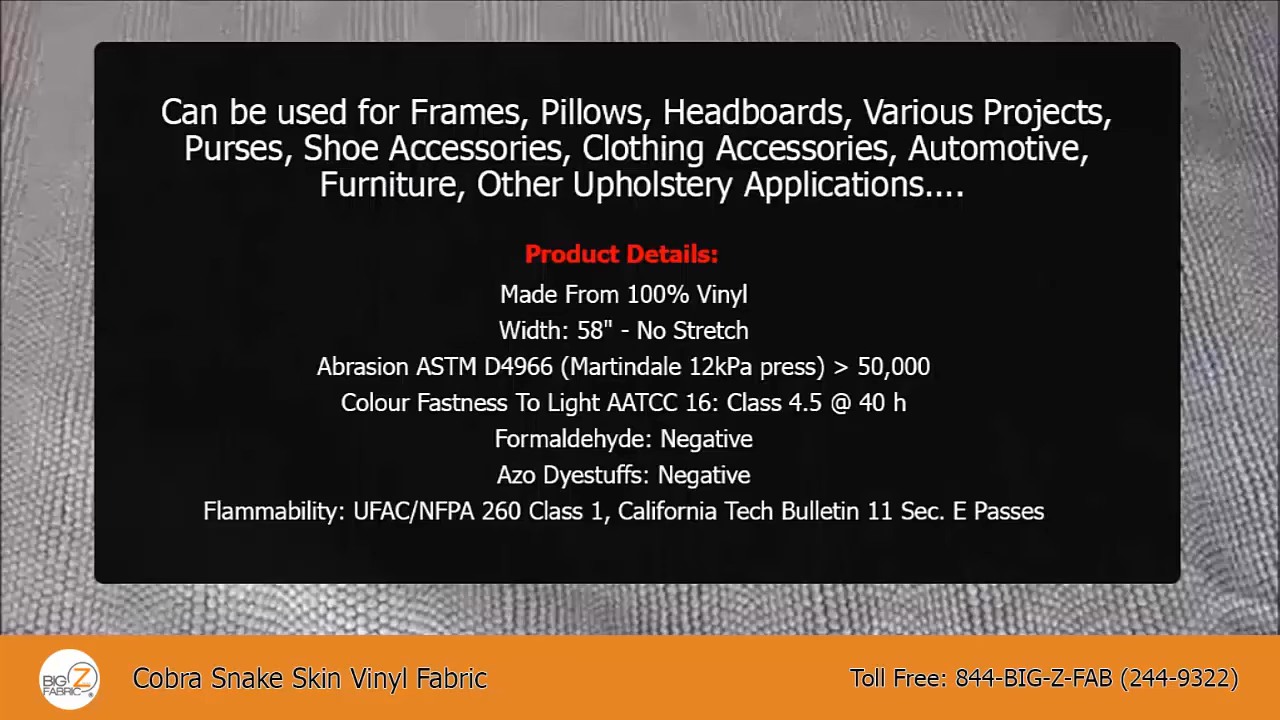 Can be used for Frames, Pillows, Headboards, Various Projects,
Purses, Shoe Accessories, Clothing Accessories, Automotive,
Furniture, Other Upholstery Applications....
Product Details:
Made From 100% Vinyl
Width: 58" - No Stretch
Abrasion ASTM D4966 (Martindale 12kPa press) > 50,000
Colour Fastness To Light AATCC 16: Class 4.5 @ 40 h
Formaldehyde: Negative
Azo Dyestuffs: Negative
Flammability: UFAC/NFPA 260 Class 1, California Tech Bulletin 11 Sec. E Passes
BIG Z
FABRIC®
Cobra Snake Skin Vinyl Fabric
Toll Free: 844-BIG-Z-FAB (244-9322)